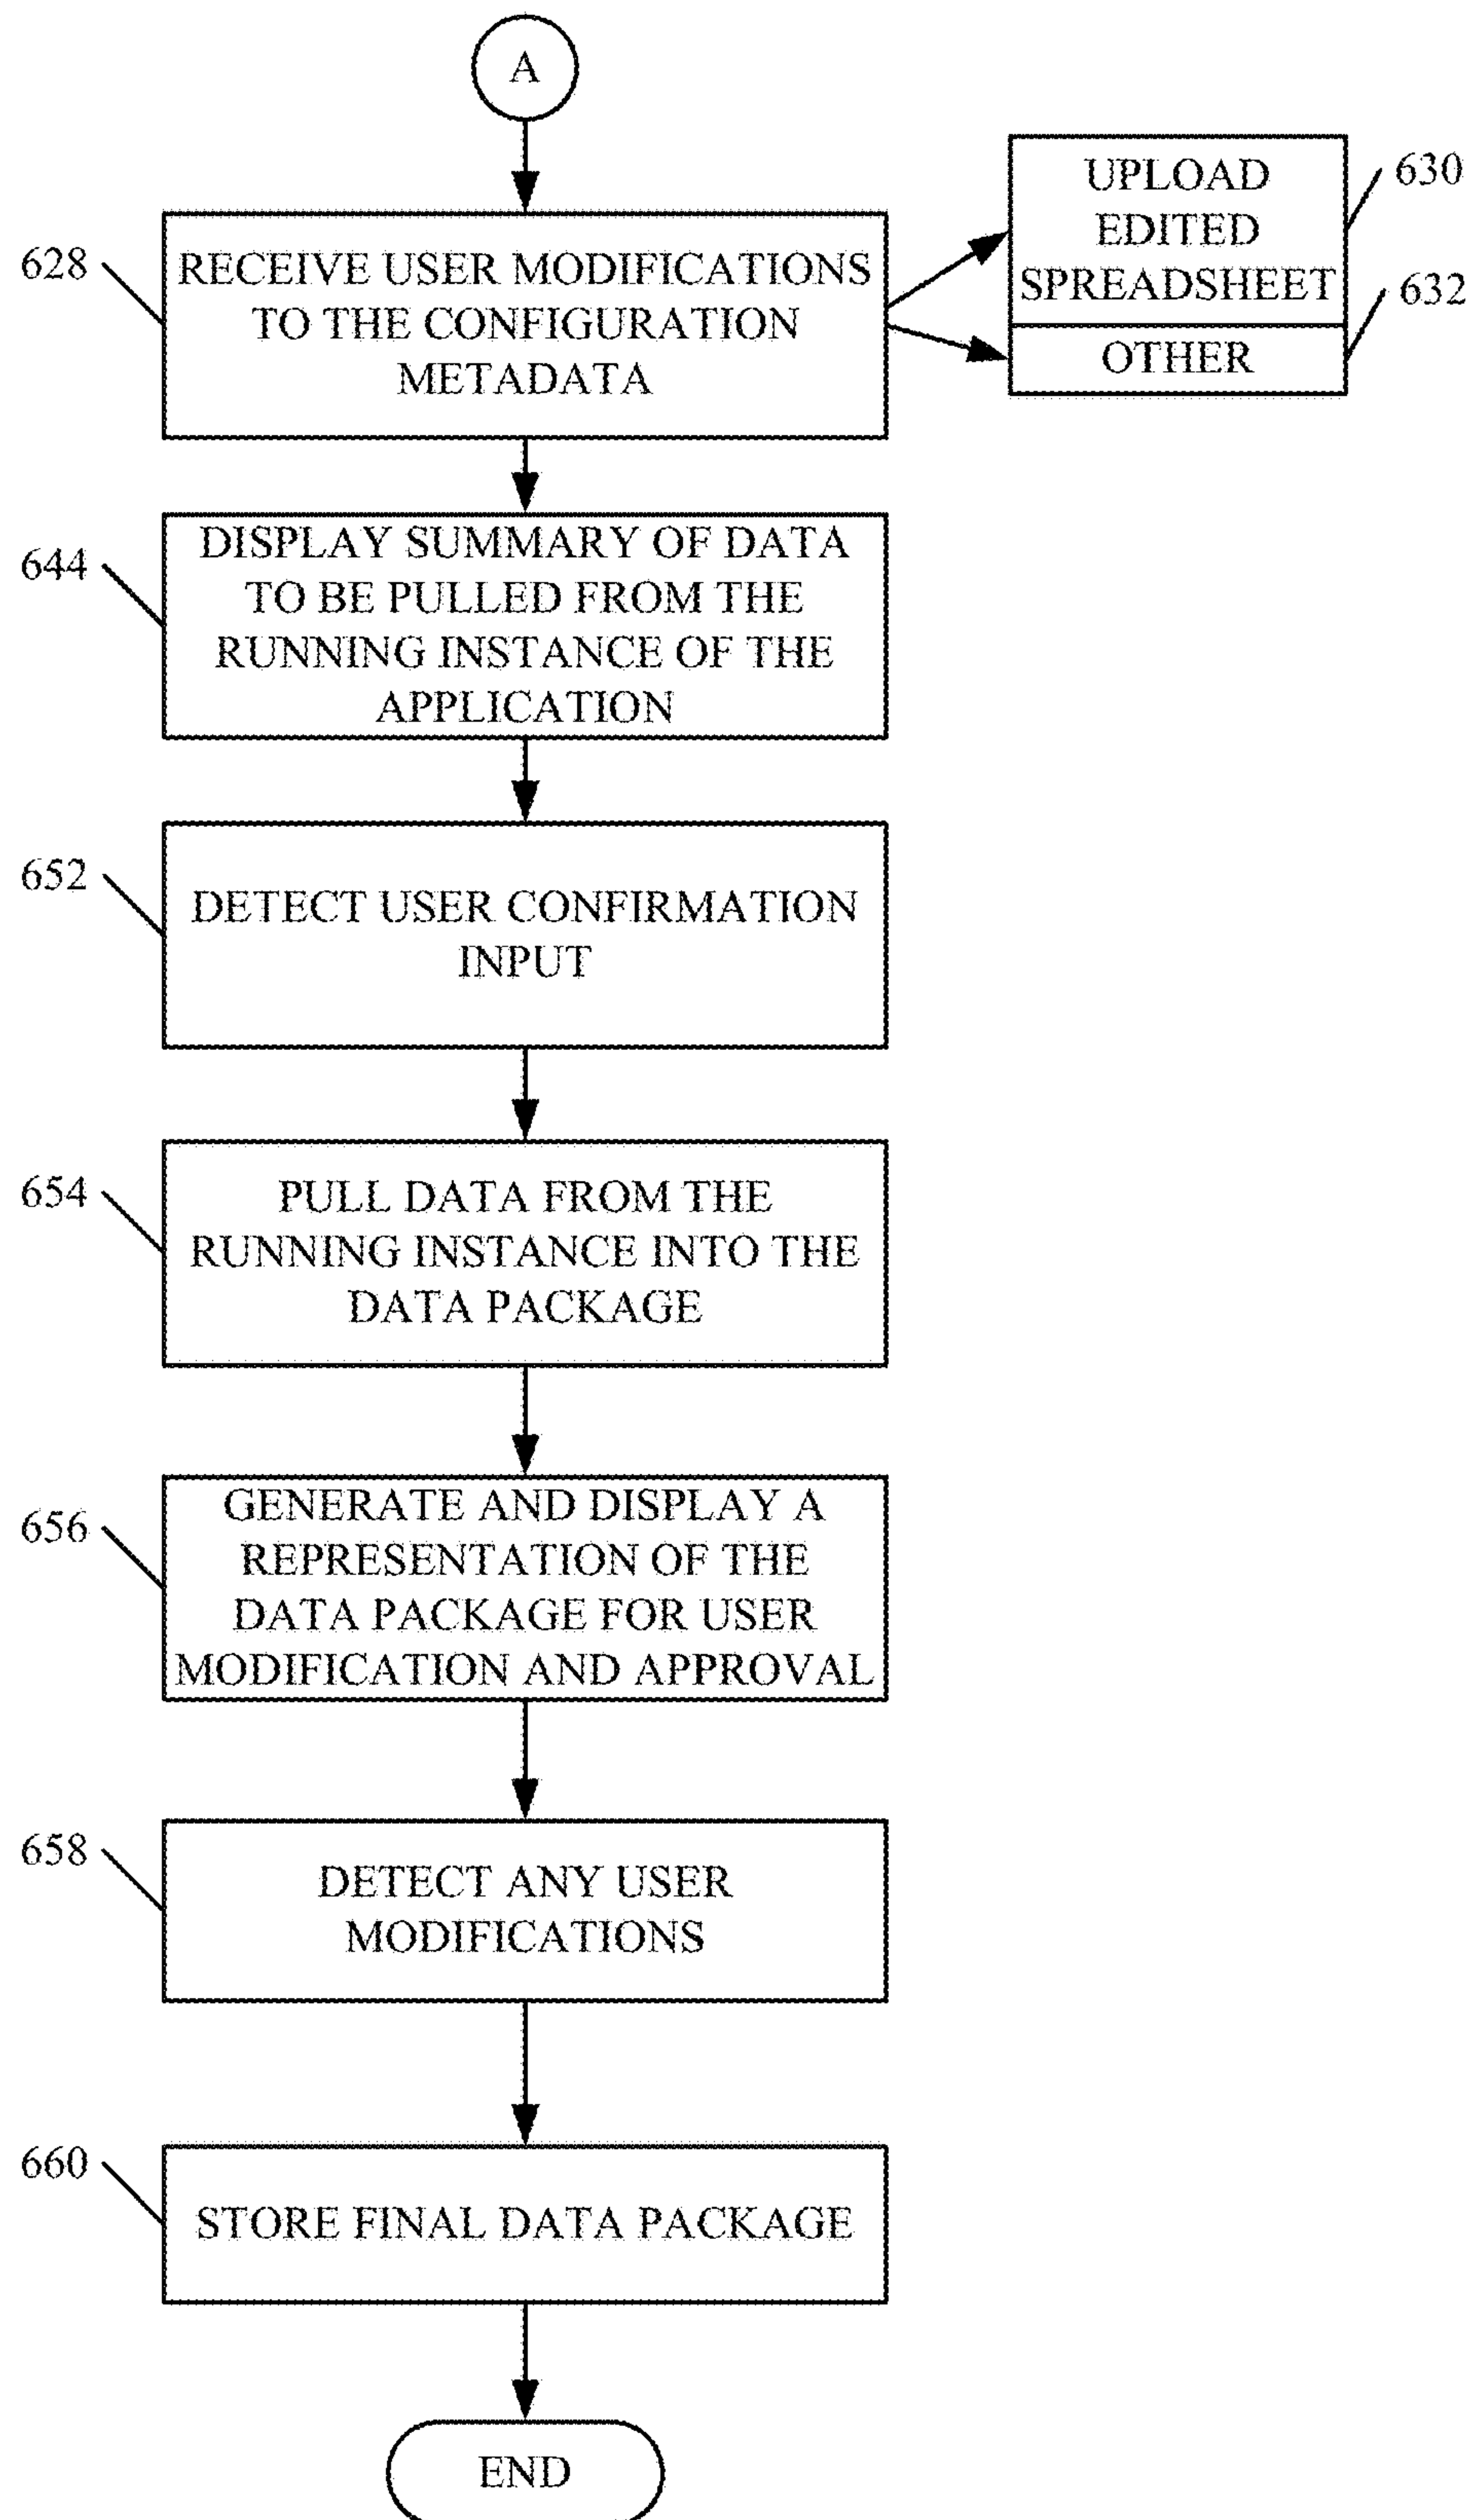 A
628
RECEIVE USER MODIFICATIONS
TO THE CONFIGURATION
METADATA
UPLOAD
EDITED
SPREADSHEET
630
OTHER
632
644
DISPLAY SUMMARY OF DATA
TO BE PULLED FROM THE
RUNNING INSTANCE OF THE
APPLICATION
652
DETECT USER CONFIRMATION
INPUT
654
PULL DATA FROM THE
RUNNING INSTANCE INTO THE
DATA PACKAGE
656
GENERATE AND DISPLAY A
REPRESENTATION OF THE
DATA PACKAGE FOR USER
MODIFICATION AND APPROVAL
658
DETECT ANY USER
MODIFICATIONS
660
STORE FINAL DATA PACKAGE
END